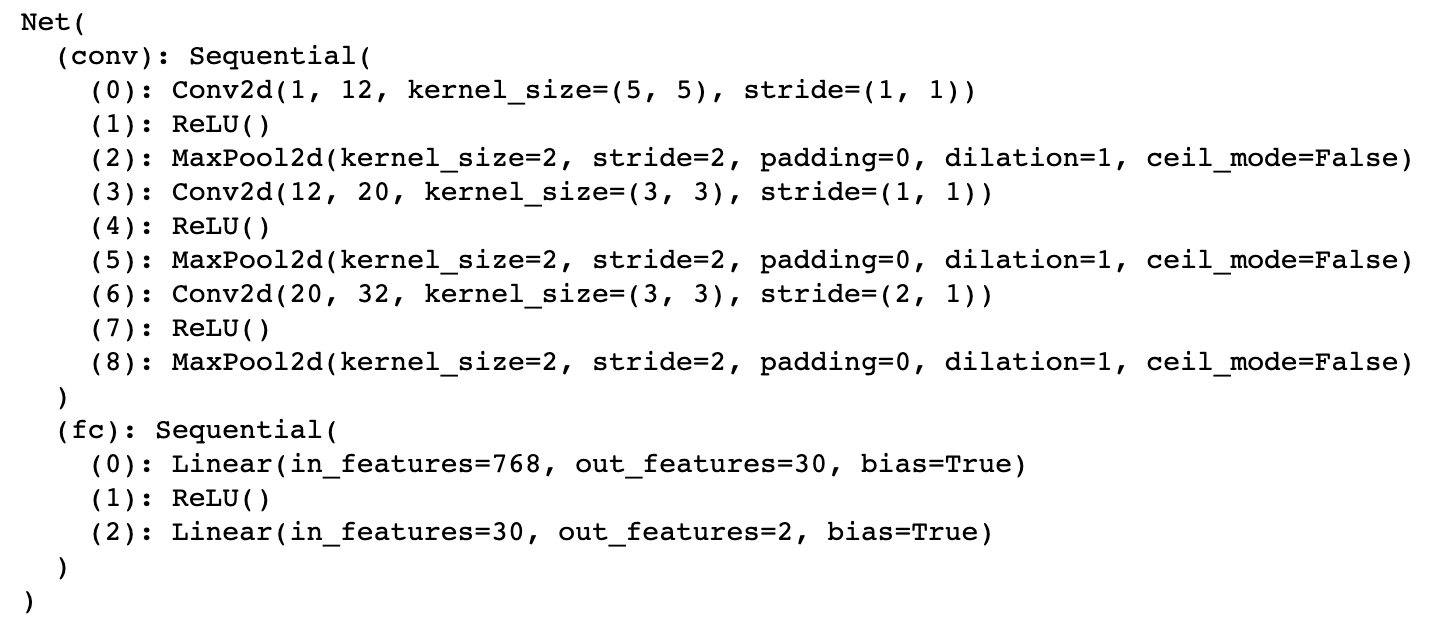 Net(
  (conv): Sequential(
    (0): Conv2d(1, 12, kernel_size=(5, 5), stride=(1, 1))
    (1): ReLU()
    (2): MaxPool2d(kernel_size=2, stride=2, padding=0, dilation=1, ceil_mode=False)
    (3): Conv2d(12, 20, kernel_size=(3, 3), stride=(1, 1))
    (4): ReLU()
    (5): MaxPool2d(kernel_size=2, stride=2, padding=0, dilation=1, ceil_mode=False)
    (6): Conv2d(20, 32, kernel_size=(3, 3), stride=(2, 1))
    (7): ReLU()
    (8): MaxPool2d(kernel_size=2, stride=2, padding=0, dilation=1, ceil_mode=False)
  )
  (fc): Sequential(
    (0): Linear(in_features=768, out_features=30, bias=True)
    (1): ReLU()
    (2): Linear(in_features=30, out_features=2, bias=True)
  )
)